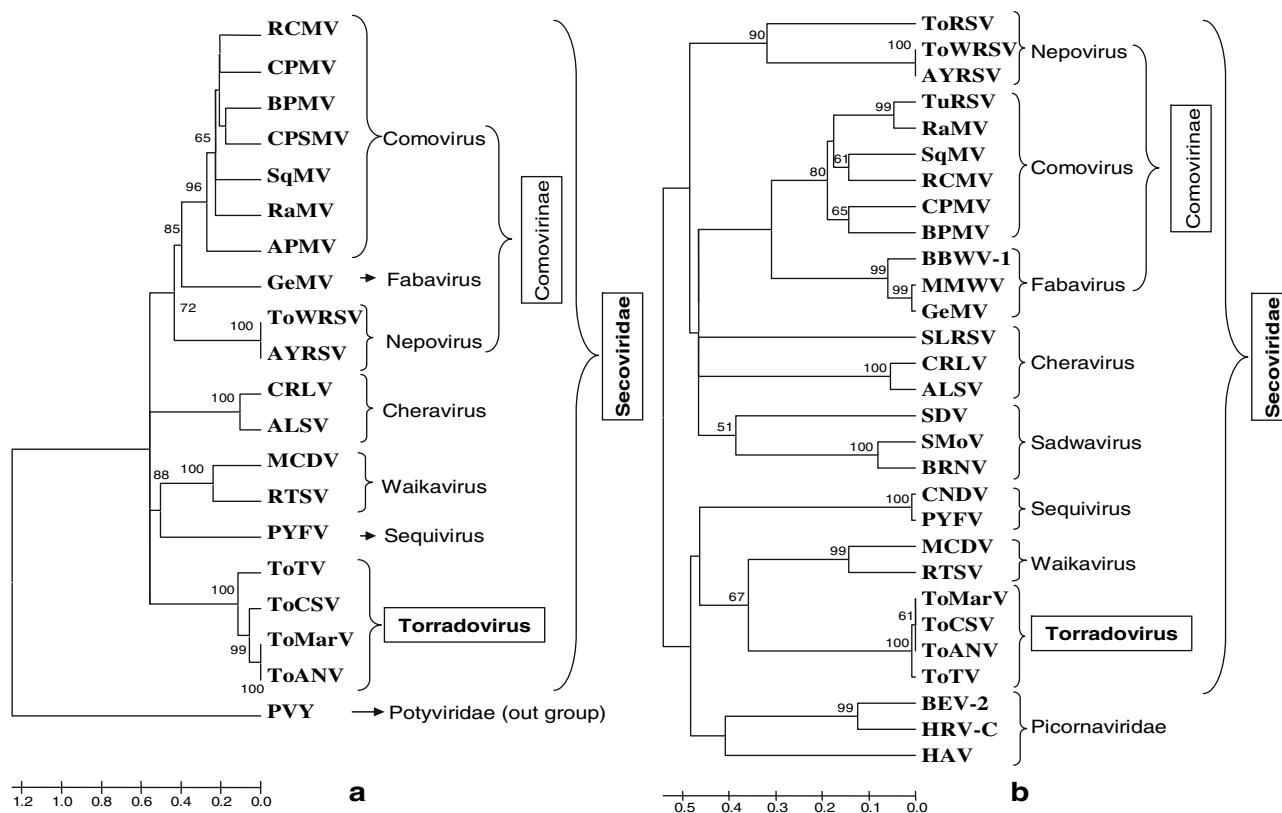 RCMV
CPMV
BPMV
CPSMV
65
SqMV
96
RaMV
85
APMV
Comovirus
GeMV
Fabavirus
72
ToWRSV
100
AYRSV
Nepovirus
Comovirinae
CRLV
100
ALSV
Cheravirus
MCDV
100
88
RTSV
Waikavirus
PYFV
Sequivirus
ToTV
100
ToCSV
ToMarV
99
ToANV
100
Torradovirus
Secoviridae
PVY
Potyviridae (out group)
1.2 1.0 0.8 0.6 0.4 0.2 0.0
a
b
ToRSV
90
ToWRSV
100
AYRSV
Nepovirus
TuRSV
99
RaMV
SqMV
61
RCMV
80
CPMV
65
BPMV
Comovirus
BBWV-1
99
MMWV
99
GeMV
Fabavirus
Comovirinae
SLRSV
CRLV
100
ALSV
Cheravirus
SDV
51
SMoV
100
BRNV
Sadwavirus
CNDV
100
PYFV
Sequivirus
MCDV
99
RTSV
Waikavirus
67
ToMarV
61
ToCSV
ToANV
100
ToTV
Torradovirus
Secoviridae
BEV-2
99
HRV-C
HAV
Picornaviridae
0.5 0.4 0.3 0.2 0.1 0.0